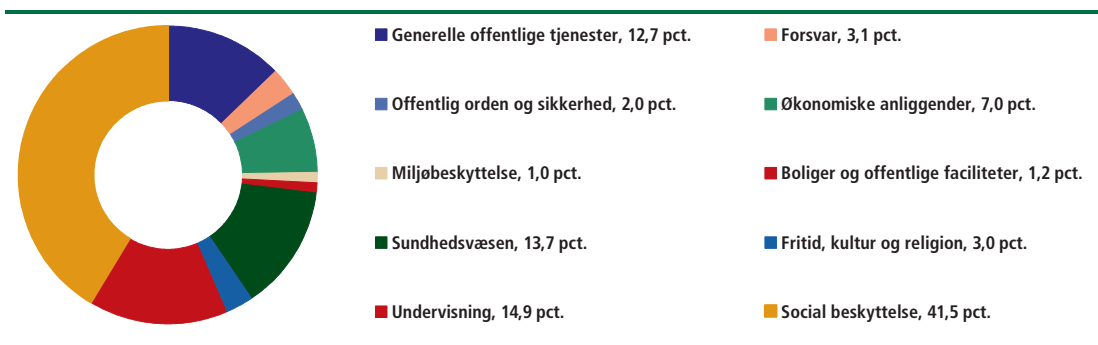 Generelle offentlige tjenester, 12,7 pct.
Forsvar, 3,1 pct.
Offentlig orden og sikkerhed, 2,0 pct.
Økonomiske anliggender, 7,0 pct.
Miljøbeskyttelse, 1,0 pct.
Boliger og offentlige faciliteter, 1,2 pct.
Sundhedsvæsen, 13,7 pct.
Fritid, kultur og religion, 3,0 pct.
Undervisning, 14,9 pct.
Social beskyttelse, 41,5 pct.